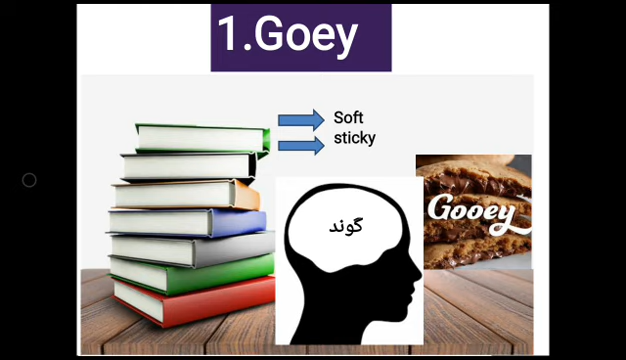 1.Goey
Soft
sticky
گوند
Gooey